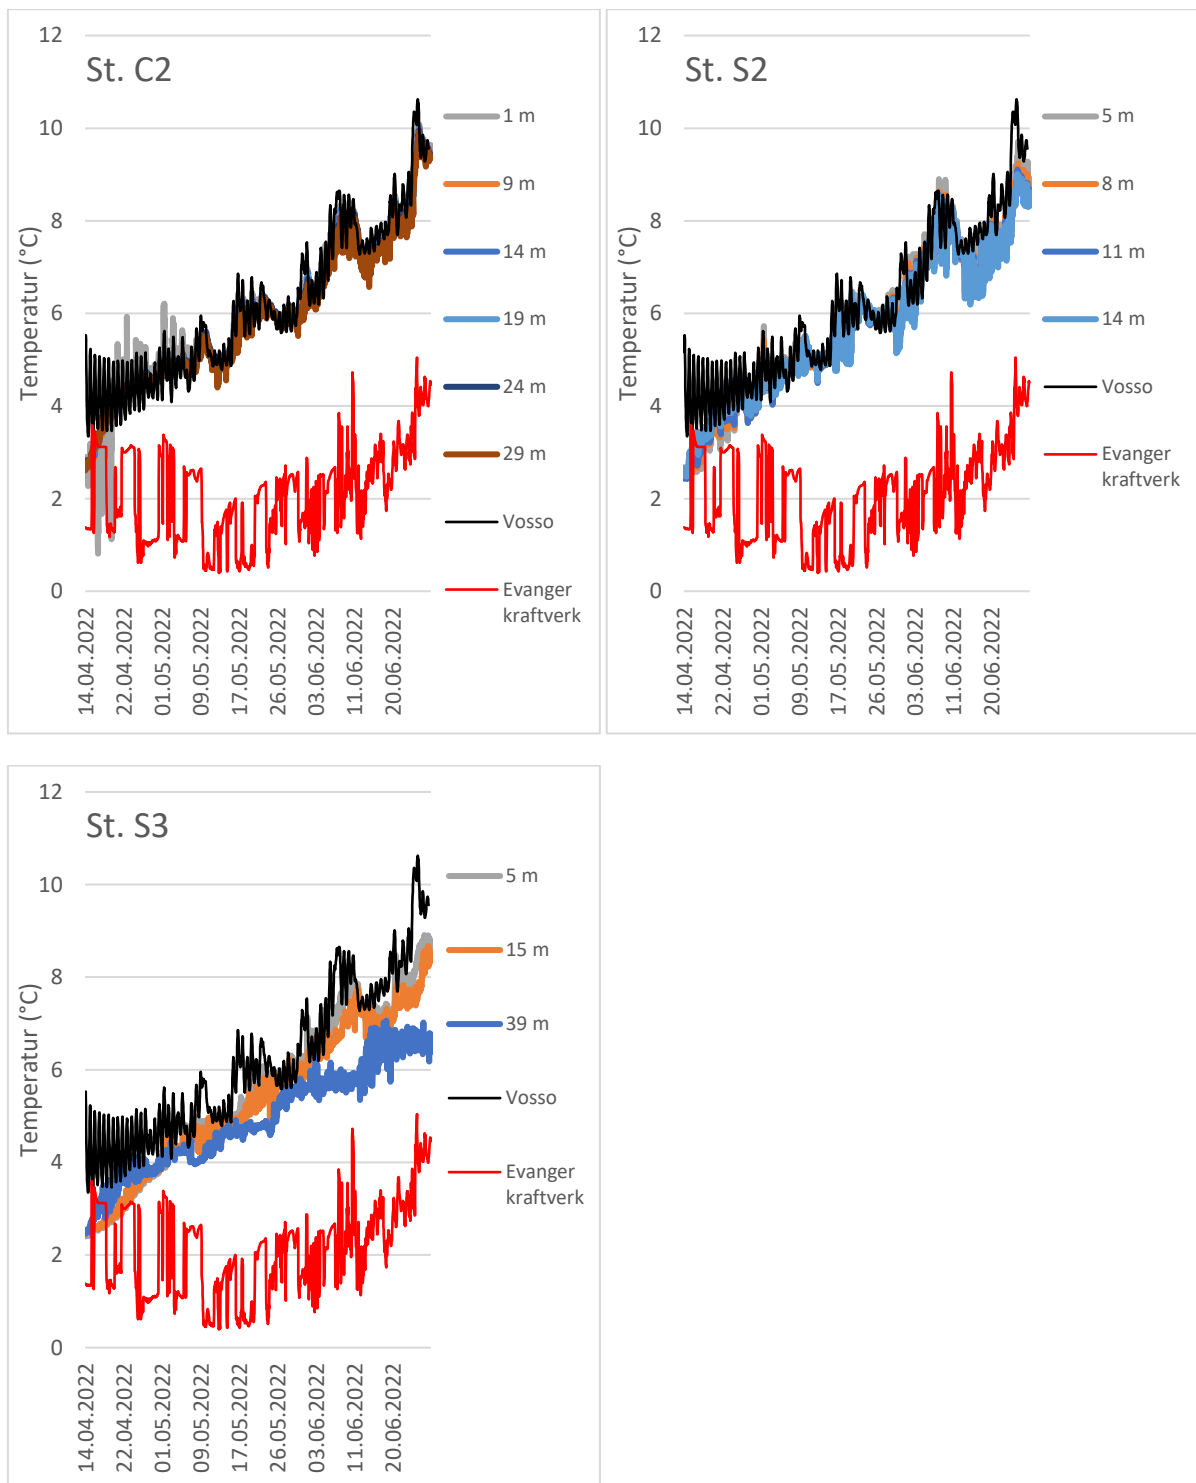 St. C2
Temperatur (°C)
12
10
8
6
4
2
0
14.04.2022
22.04.2022
01.05.2022
09.05.2022
17.05.2022
26.05.2022
03.06.2022
11.06.2022
20.06.2022
1 m
9 m
14 m
19 m
24 m
29 m
Vosso
Evanger
kraftverk
St. S2
Temperatur (°C)
12
10
8
6
4
2
0
14.04.2022
22.04.2022
01.05.2022
09.05.2022
17.05.2022
26.05.2022
03.06.2022
11.06.2022
20.06.2022
5 m
8 m
11 m
14 m
Vosso
Evanger
kraftverk
St. S3
Temperatur (°C)
12
10
8
6
4
2
0
14.04.2022
22.04.2022
01.05.2022
09.05.2022
17.05.2022
26.05.2022
03.06.2022
11.06.2022
20.06.2022
5 m
15 m
39 m
Vosso
Evanger
kraftverk